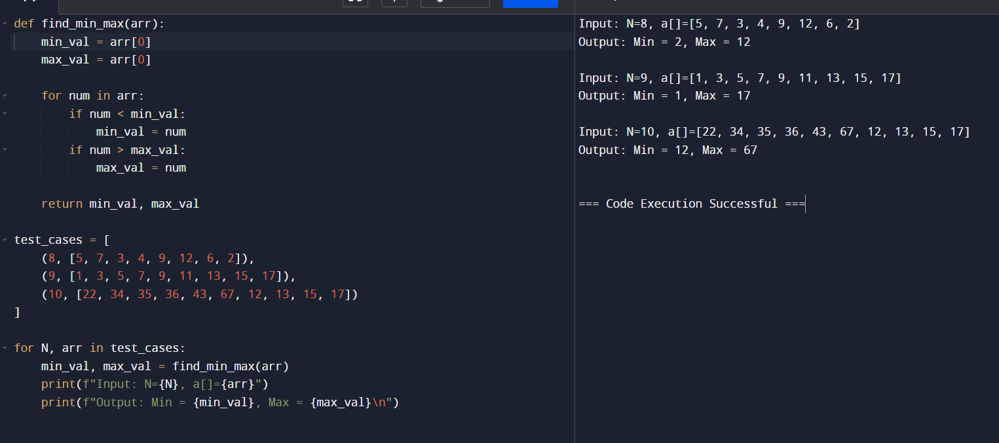 def find_min_max(arr):
    min_val = arr[0]
    max_val = arr[0]
    for num in arr:
        if num < min_val:
            min_val = num
        if num > max_val:
            max_val = num
    return min_val, max_val
test_cases = [
    (8, [5, 7, 3, 4, 9, 12, 6, 2]),
    (9, [1, 3, 5, 7, 9, 11, 13, 15, 17]),
    (10, [22, 34, 35, 36, 43, 67, 12, 13, 15, 17])
]
for N, arr in test_cases:
    min_val, max_val = find_min_max(arr)
    print(f"Input: N={N}, a[]={arr}")
    print(f"Output: Min = {min_val}, Max = {max_val}\n")
Input: N=8, a[]=[5, 7, 3, 4, 9, 12, 6, 2]
Output: Min = 2, Max = 12
Input: N=9, a[]=[1, 3, 5, 7, 9, 11, 13, 15, 17]
Output: Min = 1, Max = 17
Input: N=10, a[]=[22, 34, 35, 36, 43, 67, 12, 13, 15, 17]
Output: Min = 12, Max = 67
=== Code Execution Successful ===